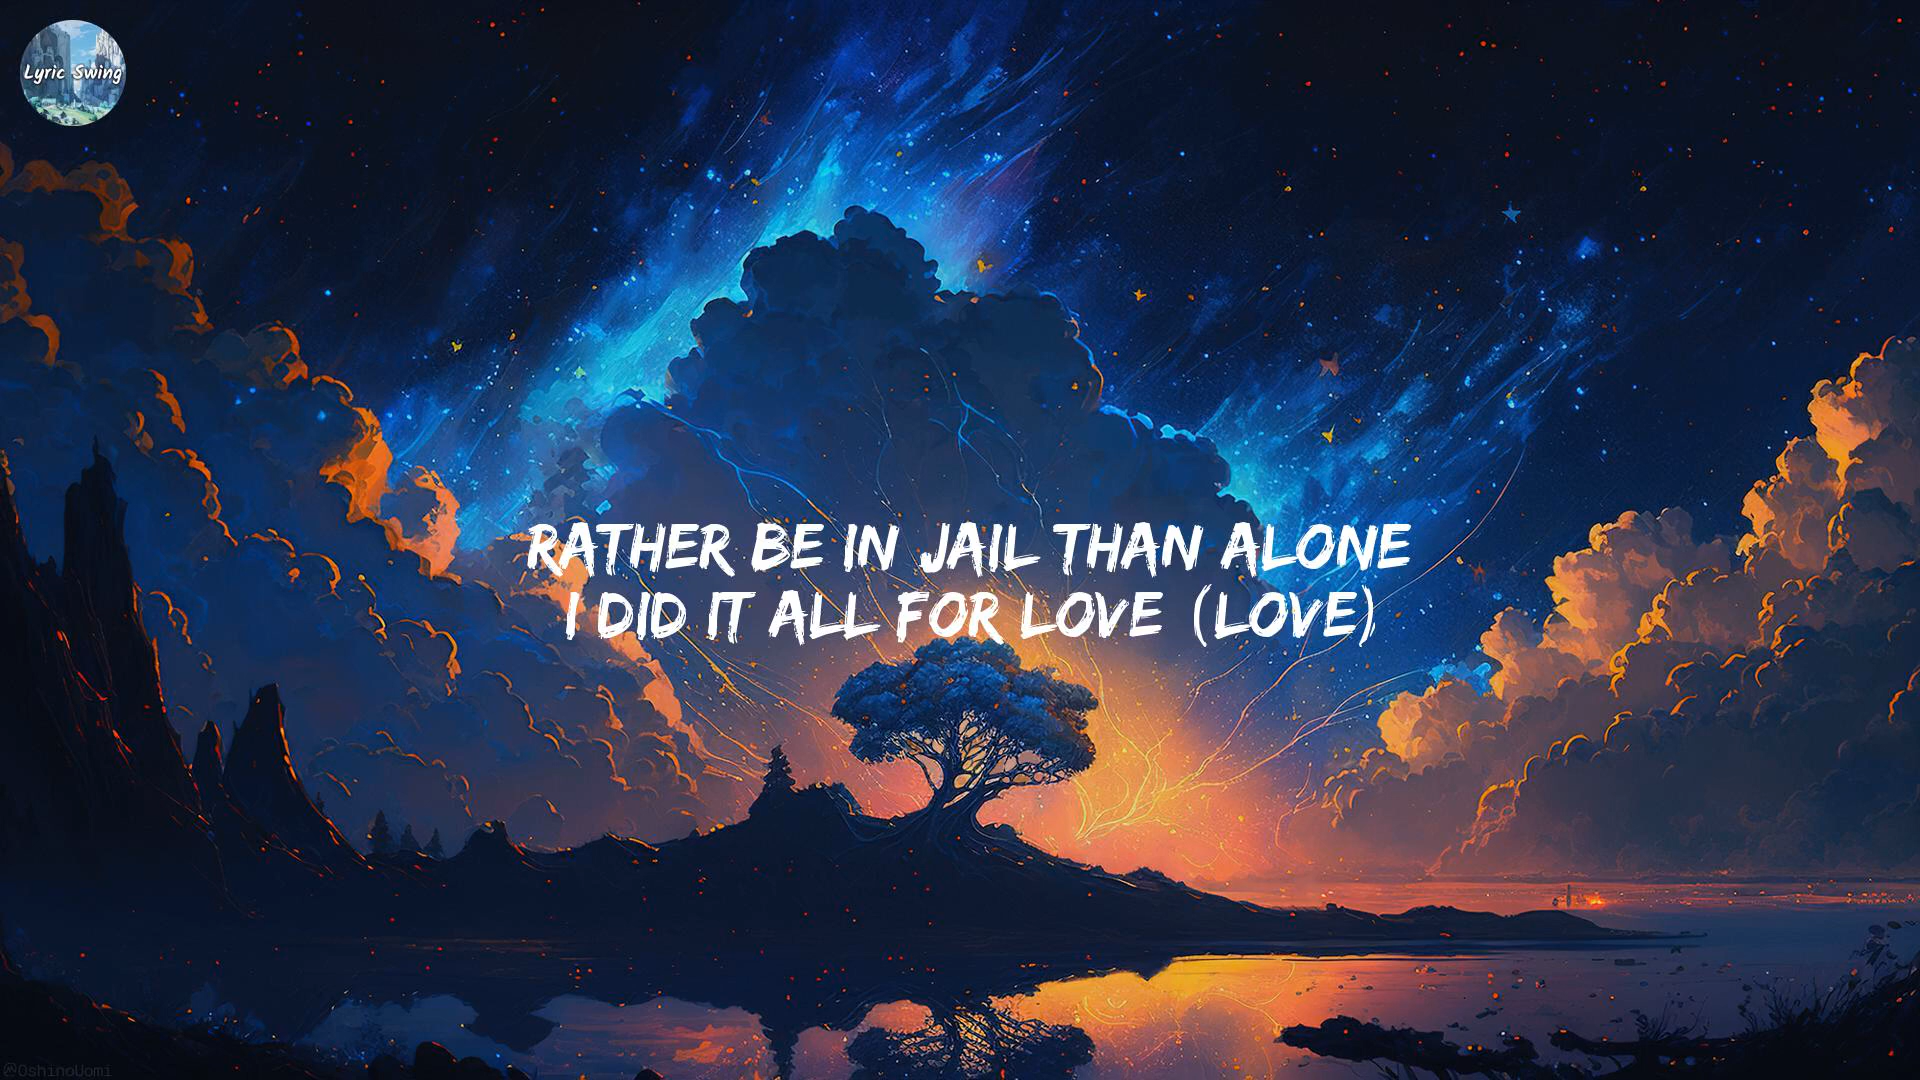 Lyric Swing
RATHER BE IN JAIL THAN ALONE
I DID IT ALL FOR LOVE (LOVE)
@OshinoUomi